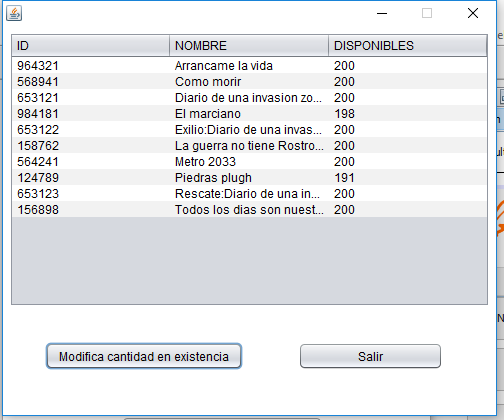 ID NOMBRE DISPONIBLES
964321 Arrancame la vida 200
568941 Como morir 200
653121 Diario de una invasion zo... 200
984181 El marciano 198
653122 Exilio:Diario de una invas... 200
158762 La guerra no tiene Rostro... 200
564241 Metro 2033 200
124789 Piedras plugh 191
653123 Rescate:Diario de una in... 200
156898 Todos los dias son nuest... 200
Modifica cantidad en existencia Salir